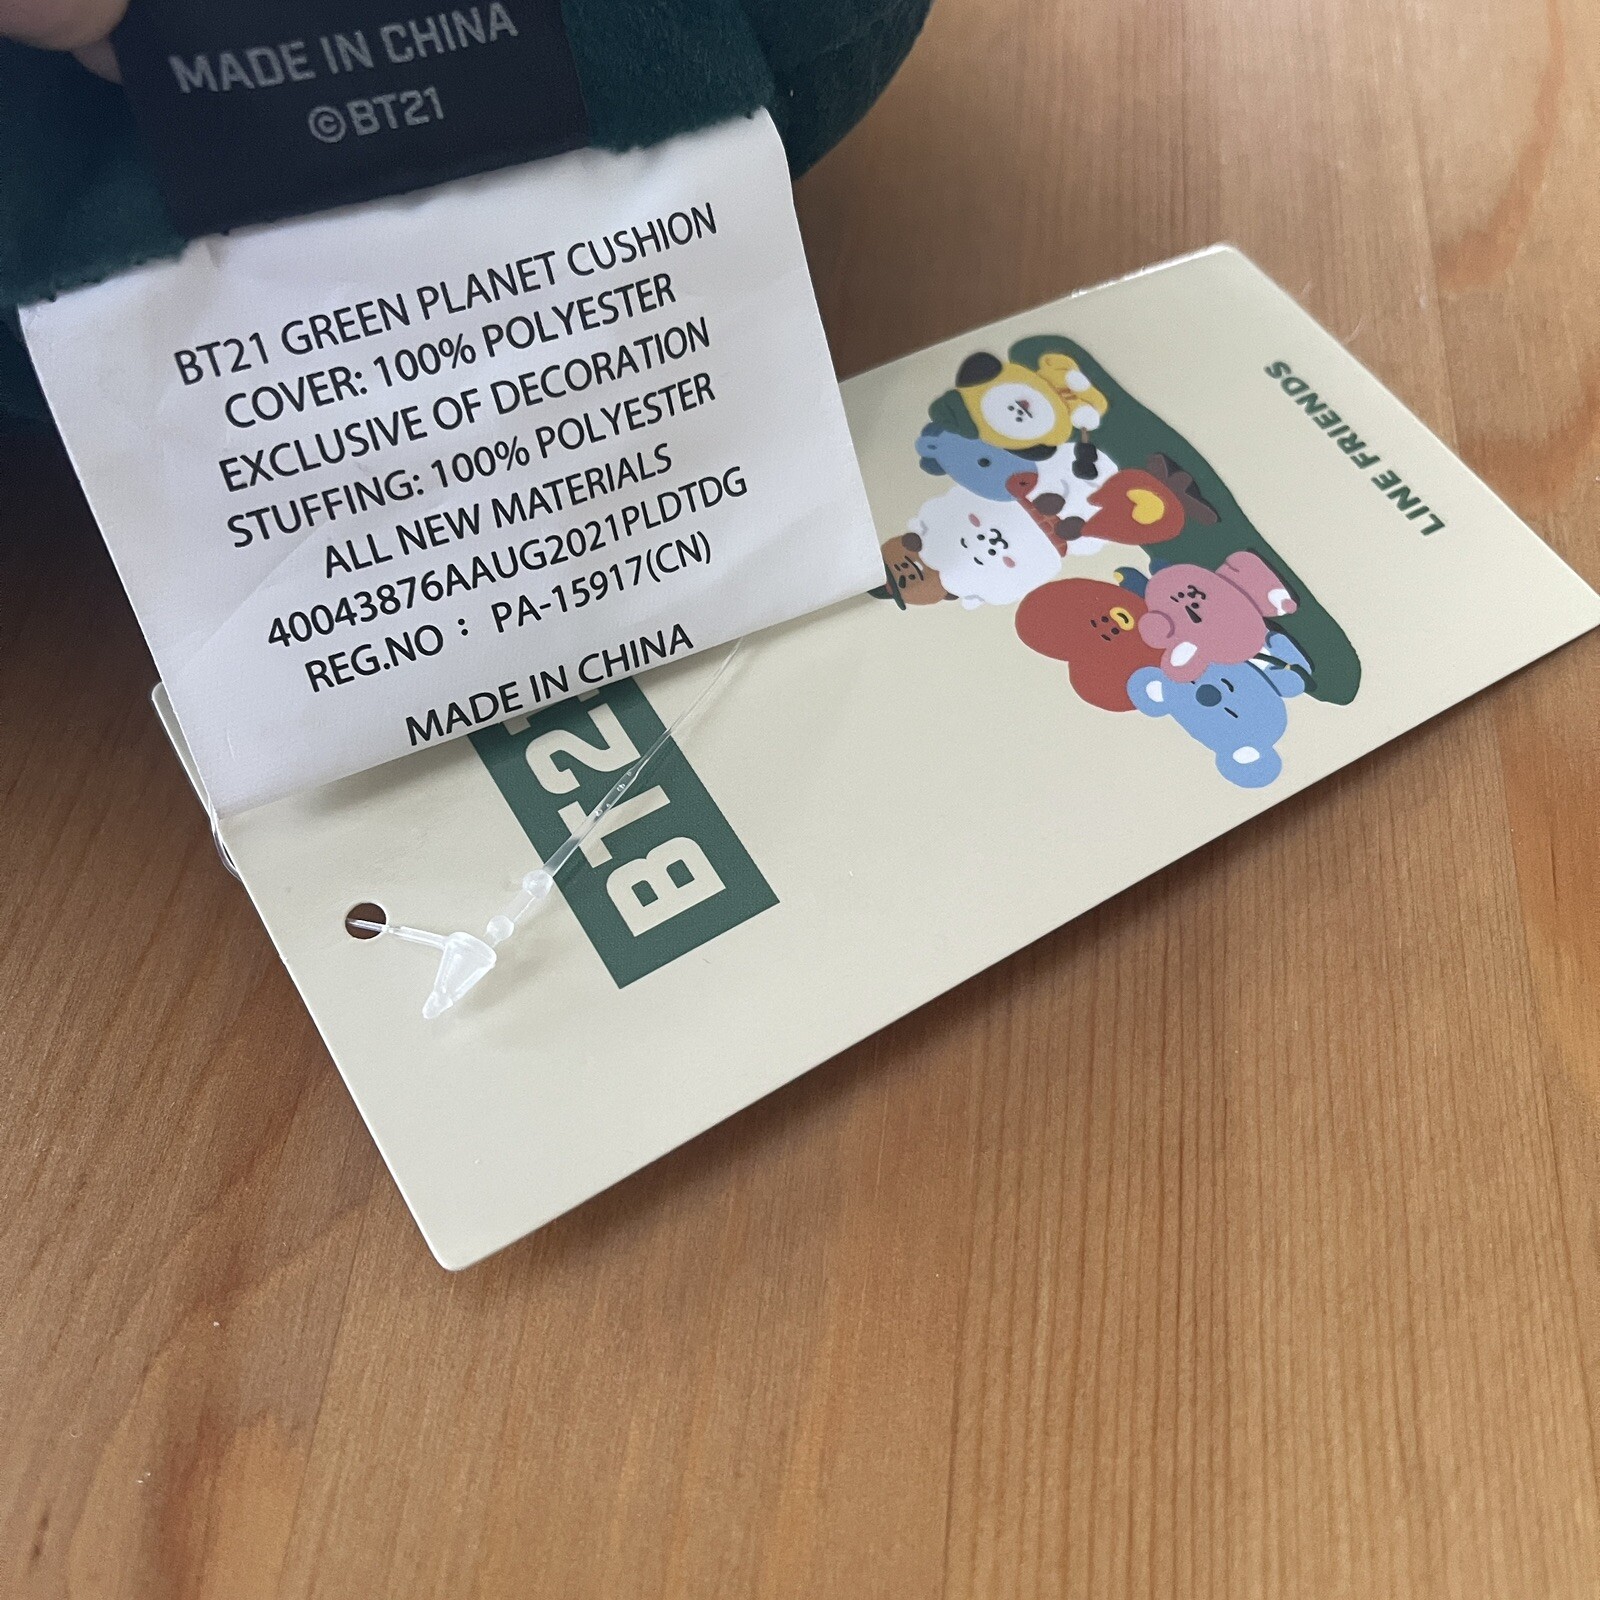 MADE IN CHINA
©BT21
BT21 GREEN PLANET CUSHION
COVER: 100% POLYESTER
EXCLUSIVE OF DECORATION
STUFFING: 100% POLYESTER
ALL NEW MATERIALS
40043876AAUG2021PLDTDG
REG.NO : PA-15917(CN)
MADE IN CHINA
BT21
LINE FRIENDS